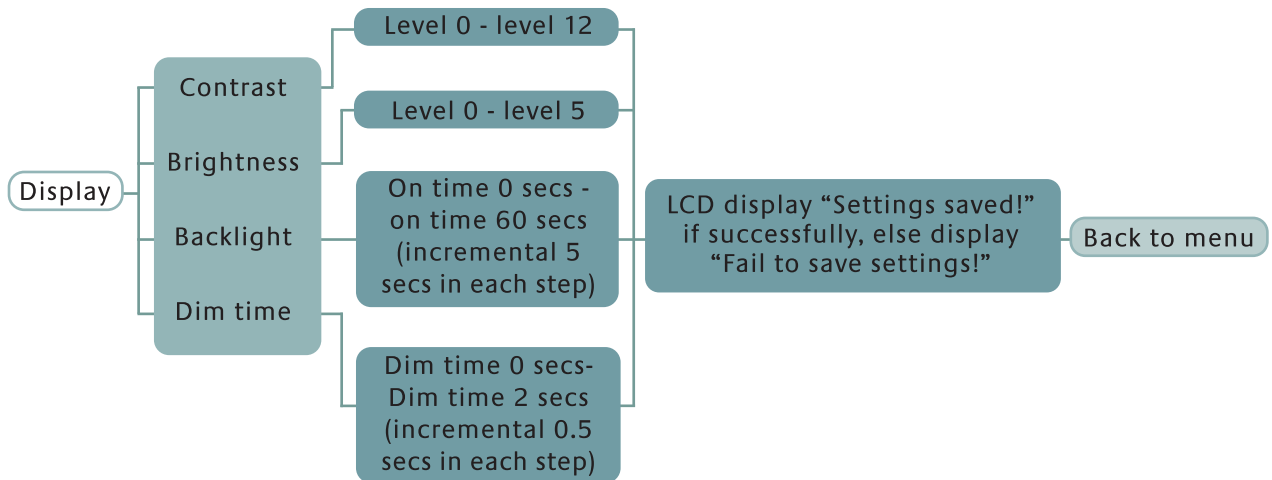 Display
Contrast
Brightness
Backlight
Dim time
Level 0 - level 12
Level 0 - level 5
On time 0 secs -
on time 60 secs
(incremental 5
secs in each step)
Dim time 0 secs-
Dim time 2 secs
(incremental 0.5
secs in each step)
LCD display “Settings saved!”
if successfully, else display
“Fail to save settings!”
Back to menu